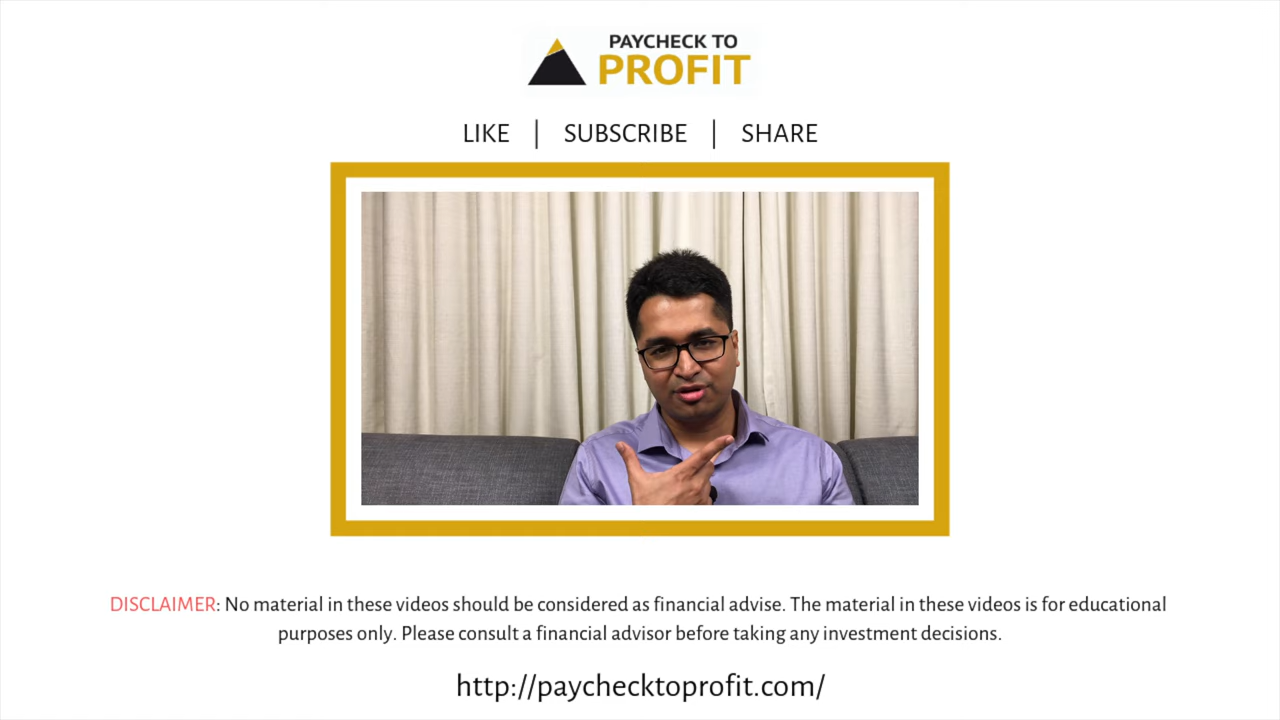 PAYCHECK TO
PROFIT
LIKE | SUBSCRIBE | SHARE
DISCLAIMER: No material in these videos should be considered as financial advise. The material in these videos is for educational
purposes only. Please consult a financial advisor before taking any investment decisions.
http://paychecktoprofit.com/